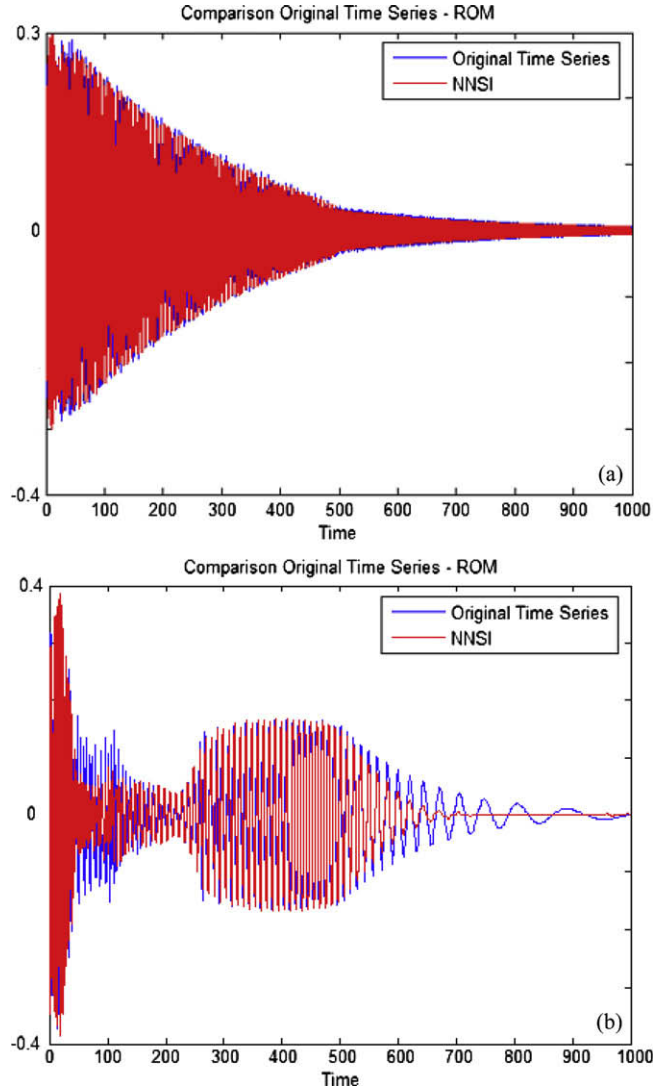 Comparison Original Time Series - ROM
0.3
Original Time Series
NNSI
0
-0.4
(a)
0 100 200 300 400 500 600 700 800 900 1000
Time
Comparison Original Time Series - ROM
0.4
Original Time Series
NNSI
0
-0.4
(b)
0 100 200 300 400 500 600 700 800 900 1000
Time